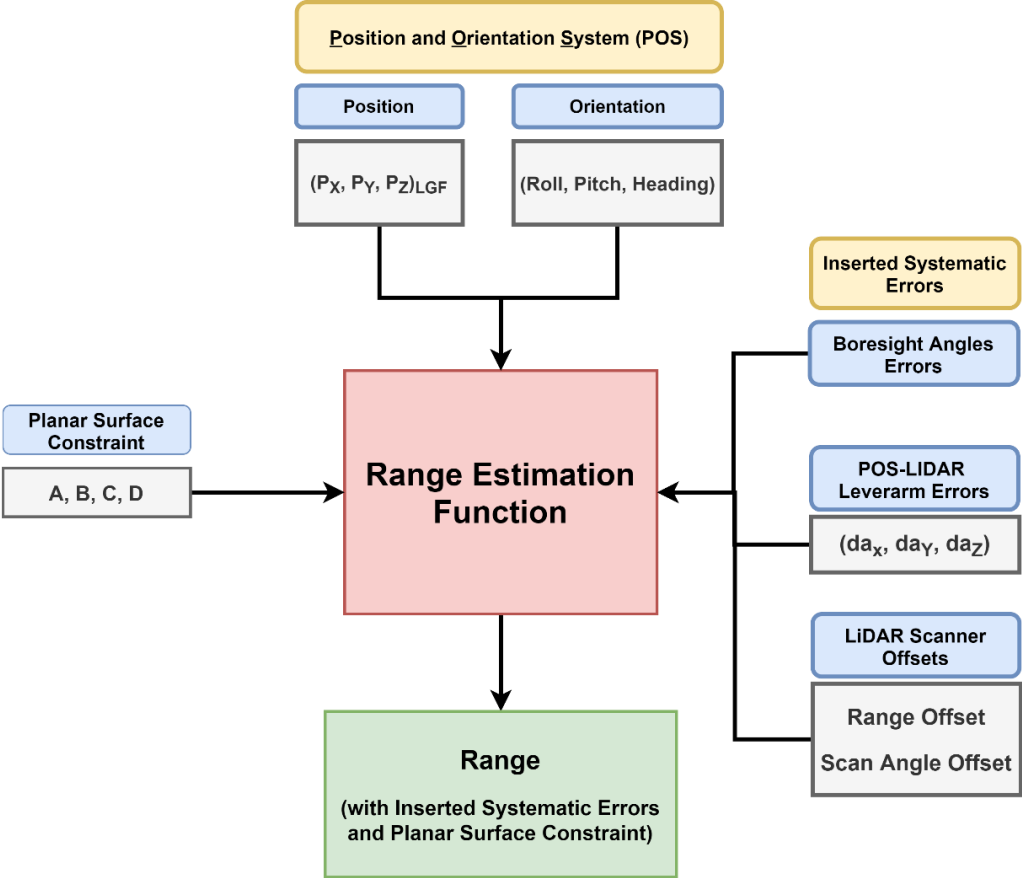 Position and Orientation System (POS)
Position
Orientation
(PX, PY, PZ)LGF
(Roll, Pitch, Heading)
Inserted Systematic
Errors
Boresight Angles
Errors
Planar Surface
Constraint
A, B, C, D
Range Estimation
Function
POS-LIDAR
Leverarm Errors
(dax, daY, daZ)
LiDAR Scanner
Offsets
Range Offset
Scan Angle Offset
Range
(with Inserted Systematic Errors
and Planar Surface Constraint)